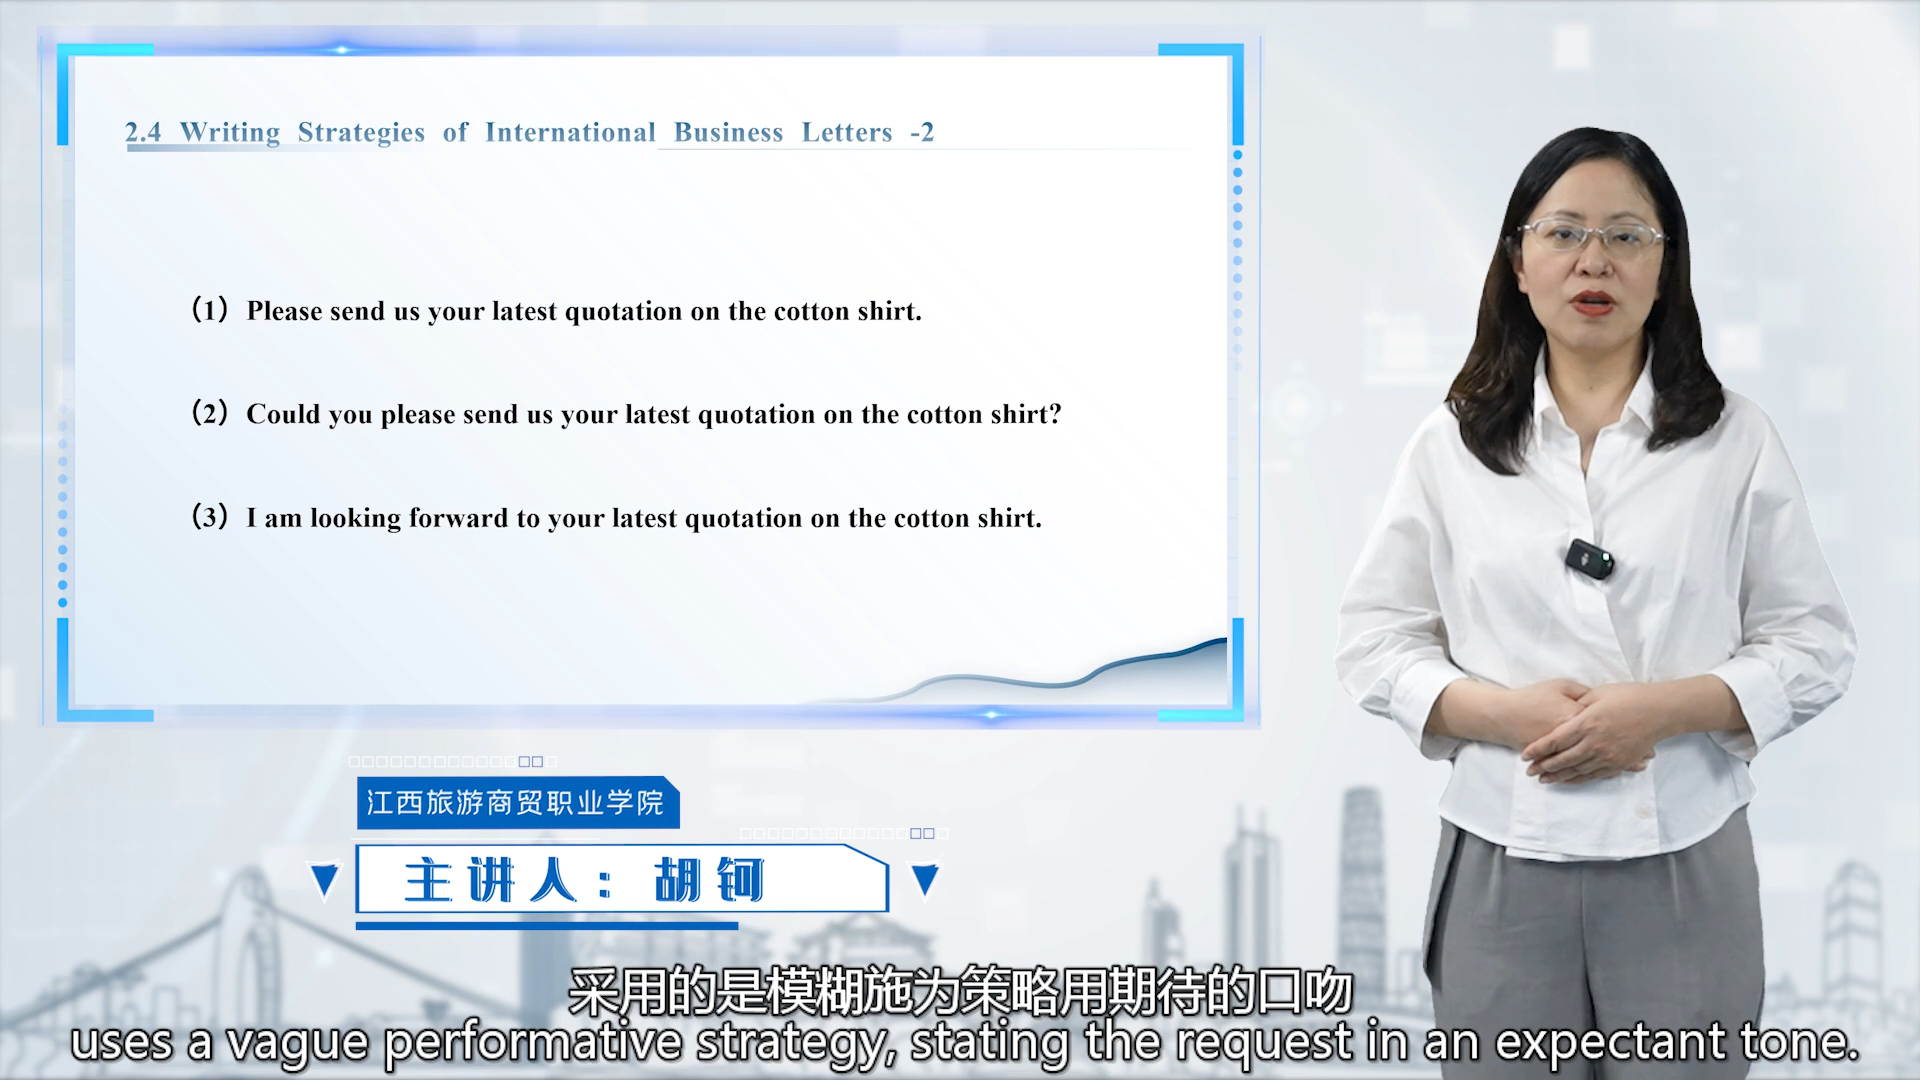 2.4 Writing Strategies of International Business Letters -2
（1）Please send us your latest quotation on the cotton shirt.
（2）Could you please send us your latest quotation on the cotton shirt?
（3）I am looking forward to your latest quotation on the cotton shirt.
江西旅游商贸职业学院
主讲人：胡钶
采用的是模糊施为策略用期待的口吻
uses a vague performative strategy, stating the request in an expectant tone.